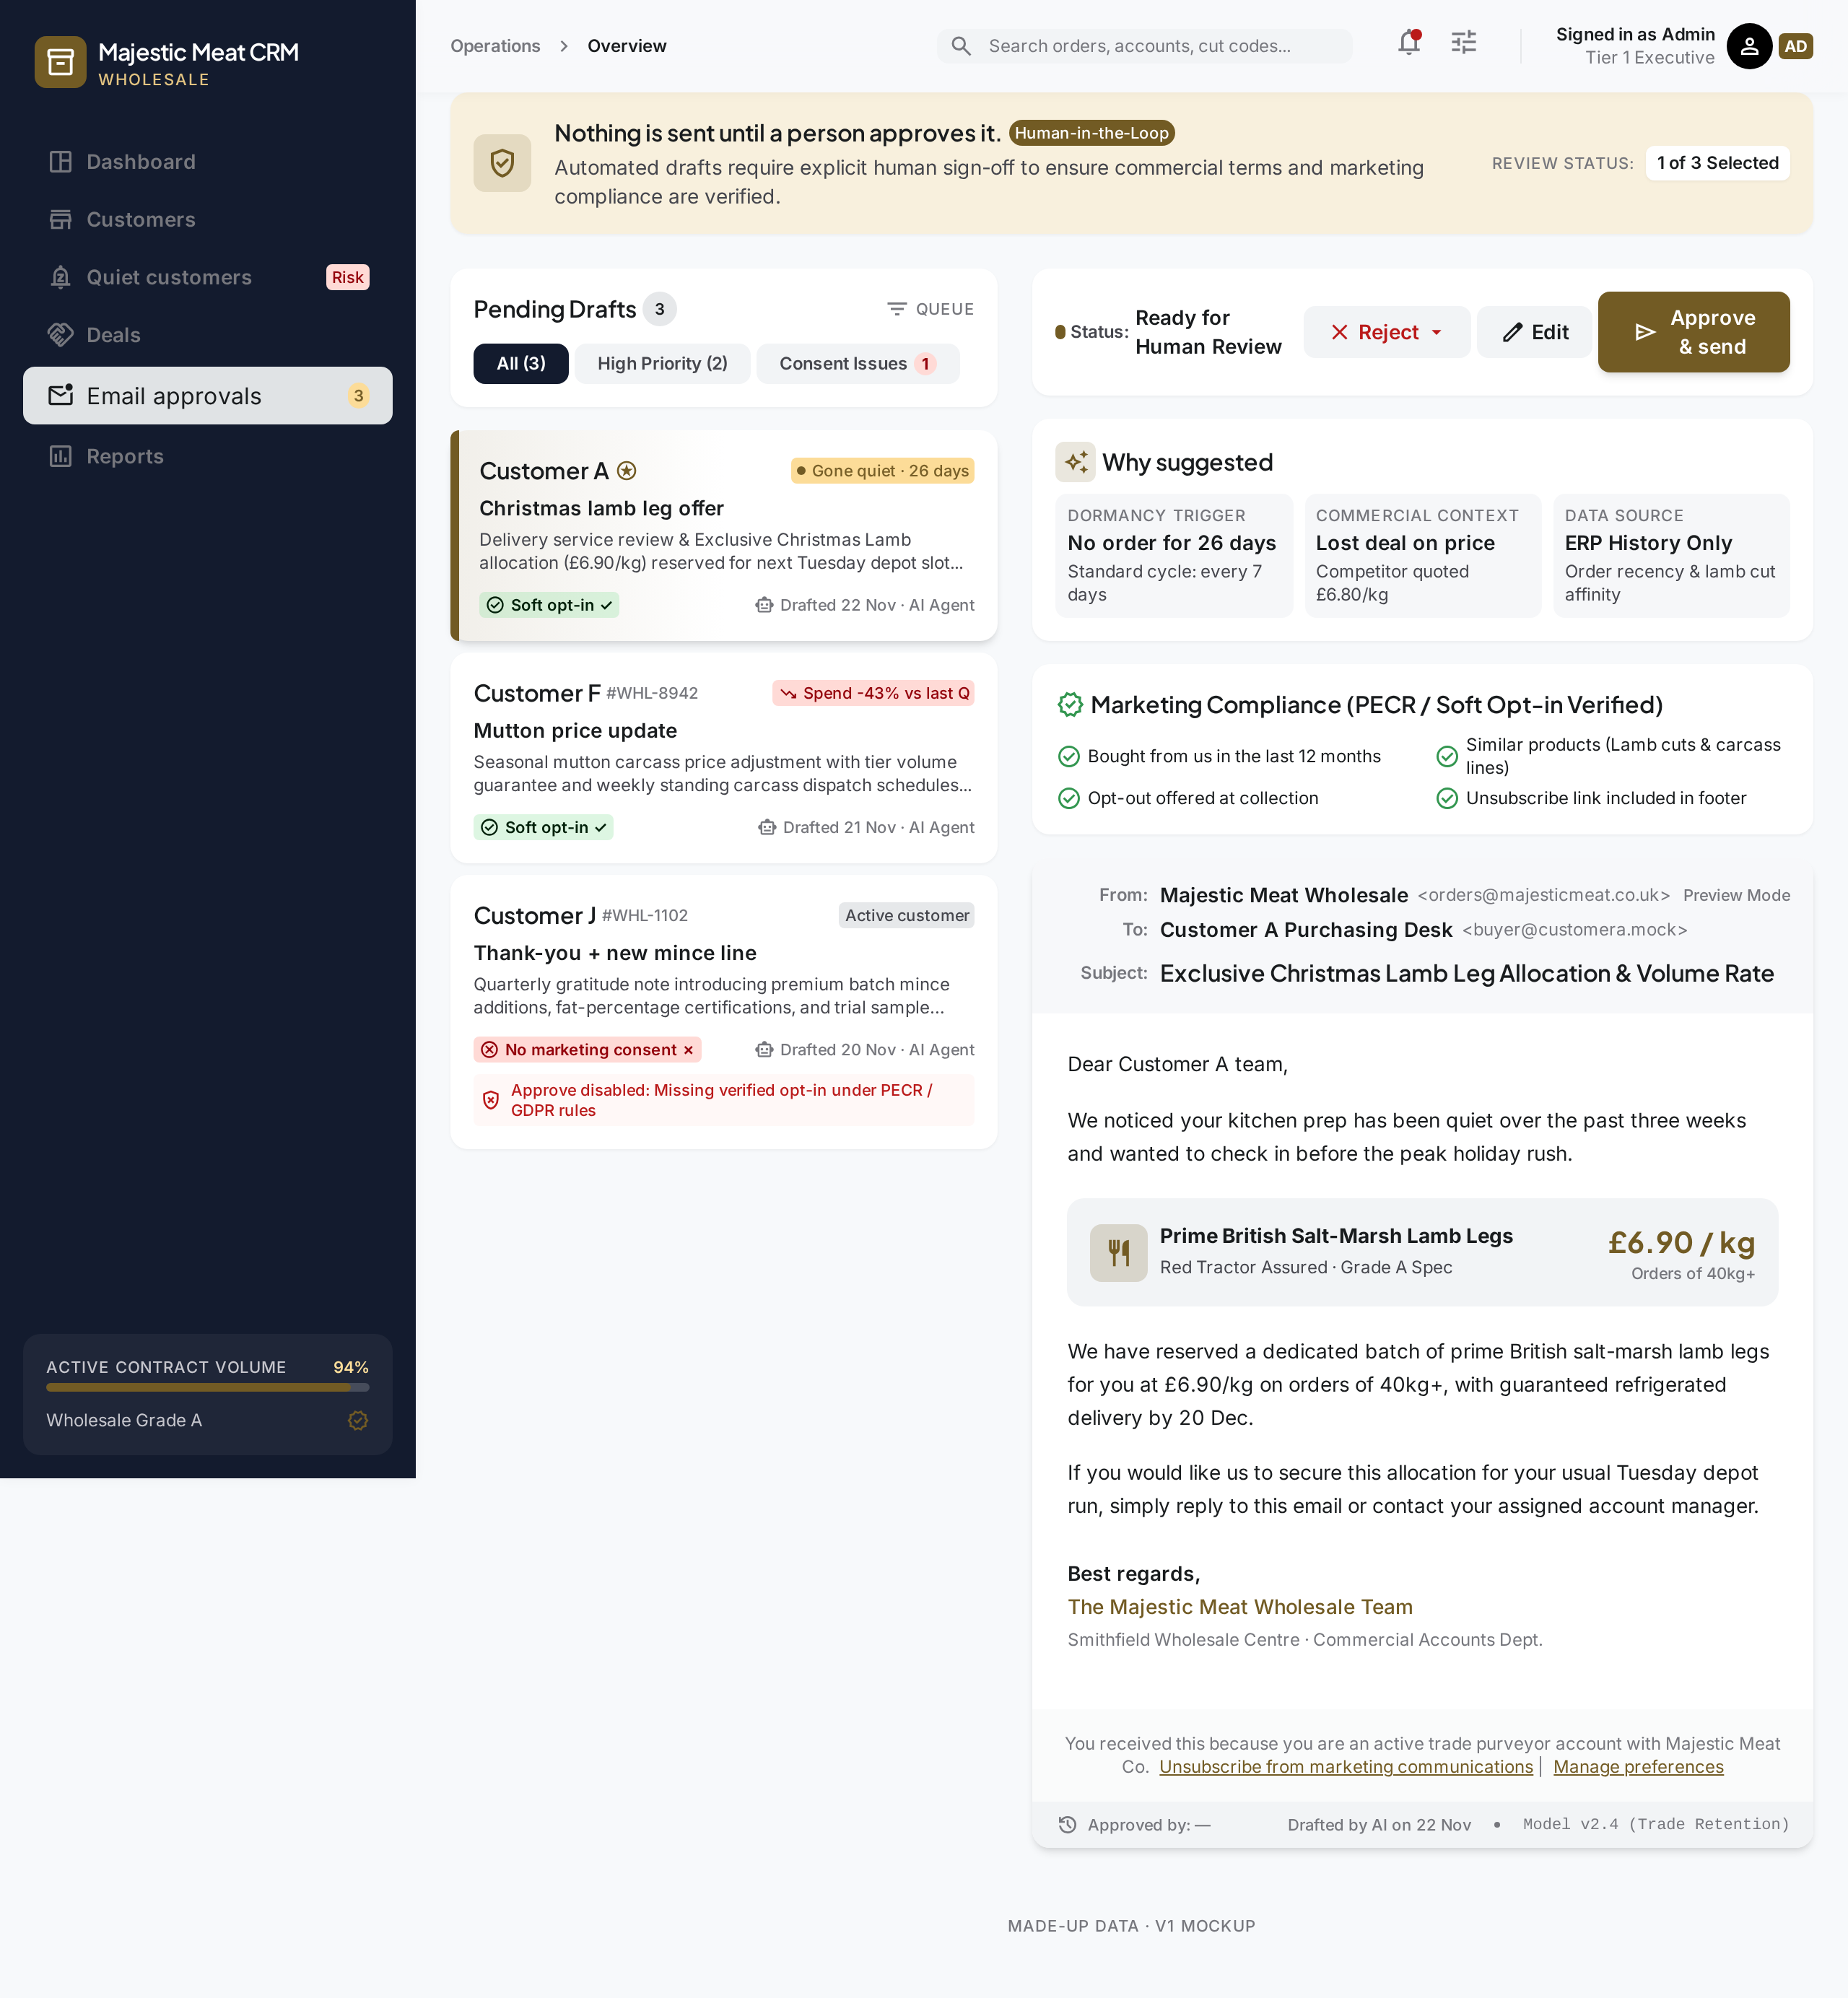 Majestic Meat CRM
WHOLESALE
Dashboard
Customers
Quiet customers
Risk
Deals
Email approvals
3
Reports
ACTIVE CONTRACT VOLUME
94%
Wholesale Grade A
Operations
Overview
Search orders, accounts, cut codes...
Signed in as Admin
Tier 1 Executive
AD
Nothing is sent until a person approves it.
Human-in-the-Loop
Automated drafts require explicit human sign-off to ensure commercial terms and marketing
compliance are verified.
REVIEW STATUS:
1 of 3 Selected
Pending Drafts
3
QUEUE
All (3)
High Priority (2)
Consent Issues
1
Customer A
Gone quiet · 26 days
Christmas lamb leg offer
Delivery service review & Exclusive Christmas Lamb
allocation (£6.90/kg) reserved for next Tuesday depot slot...
Soft opt-in ✓
Drafted 22 Nov · AI Agent
Customer F
#WHL-8942
Spend -43% vs last Q
Mutton price update
Seasonal mutton carcass price adjustment with tier volume
guarantee and weekly standing carcass dispatch schedules...
Soft opt-in ✓
Drafted 21 Nov · AI Agent
Customer J
#WHL-1102
Active customer
Thank-you + new mince line
Quarterly gratitude note introducing premium batch mince
additions, fat-percentage certifications, and trial sample...
No marketing consent ×
Drafted 20 Nov · AI Agent
Approve disabled: Missing verified opt-in under PECR /
GDPR rules
Status:
Ready for
Human Review
Reject
Edit
Approve
& send
Why suggested
DORMANCY TRIGGER
No order for 26 days
Standard cycle: every 7
days
COMMERCIAL CONTEXT
Lost deal on price
Competitor quoted
£6.80/kg
DATA SOURCE
ERP History Only
Order recency & lamb cut
affinity
Marketing Compliance (PECR / Soft Opt-in Verified)
Bought from us in the last 12 months
Similar products (Lamb cuts & carcass
lines)
Opt-out offered at collection
Unsubscribe link included in footer
From:
Majestic Meat Wholesale
<orders@majesticmeat.co.uk>
Preview Mode
To:
Customer A Purchasing Desk
<buyer@customera.mock>
Subject:
Exclusive Christmas Lamb Leg Allocation & Volume Rate
Dear Customer A team,
We noticed your kitchen prep has been quiet over the past three weeks
and wanted to check in before the peak holiday rush.
Prime British Salt-Marsh Lamb Legs
Red Tractor Assured · Grade A Spec
£6.90 / kg
Orders of 40kg+
We have reserved a dedicated batch of prime British salt-marsh lamb legs
for you at £6.90/kg on orders of 40kg+, with guaranteed refrigerated
delivery by 20 Dec.
If you would like us to secure this allocation for your usual Tuesday depot
run, simply reply to this email or contact your assigned account manager.
Best regards,
The Majestic Meat Wholesale Team
Smithfield Wholesale Centre · Commercial Accounts Dept.
You received this because you are an active trade purveyor account with Majestic Meat
Co. Unsubscribe from marketing communications | Manage preferences
Approved by: —
Drafted by AI on 22 Nov
•
Model v2.4 (Trade Retention)
MADE-UP DATA · V1 MOCKUP